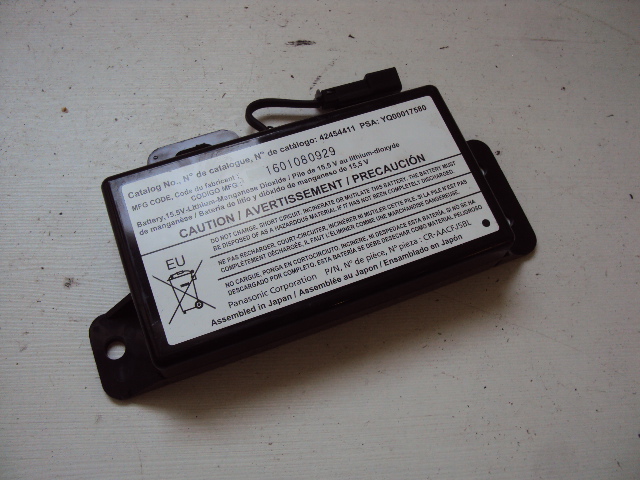 Catalog No., N° de catalogue, N° de catálogo: 42454411 PSA: YQ00017580
MFG CODE, Code du fabricant :
CODIGO MFG : 1601080929
Battery,15.5V,Lithium-Manganese Dioxide / Pile de 15,5 V au lithium-dioxyde
de manganèse / Batería de litio y dióxido de manganeso de 15,5 V
CAUTION / AVERTISSEMENT / PRECAUCIÓN
DO NOT CHARGE, SHORT CIRCUIT, INCINERATE OR MUTILATE THIS BATTERY. THE BATTERY MUST
BE DISPOSED OF AS A HAZARDOUS MATERIAL IF IT HAS NOT BEEN COMPLETELY DISCHARGED.
NE PAS RECHARGER, COURT-CIRCUITER, INCINÉRER NI MUTILER CETTE PILE. SI LA PILE N'EST PAS
COMPLÈTEMENT DÉCHARGÉE, IL FAUT L'ÉLIMINER COMME UNE MATIÈRE DANGEREUSE.
NO CARGUE, PONGA EN CORTOCIRCUITO, INCINERE, NI DESPEDACE ESTA BATERÍA. SI NO SE HA
DESCARGADO POR COMPLETO, ESTA BATERÍA SE DEBE DESECHAR COMO MATERIAL PELIGROSO
EU
Panasonic Corporation P/N, N° de pièce, N° pieza : CR-AACFJSBL
Assembled in Japan / Assemblée au Japon / Ensamblado en Japón